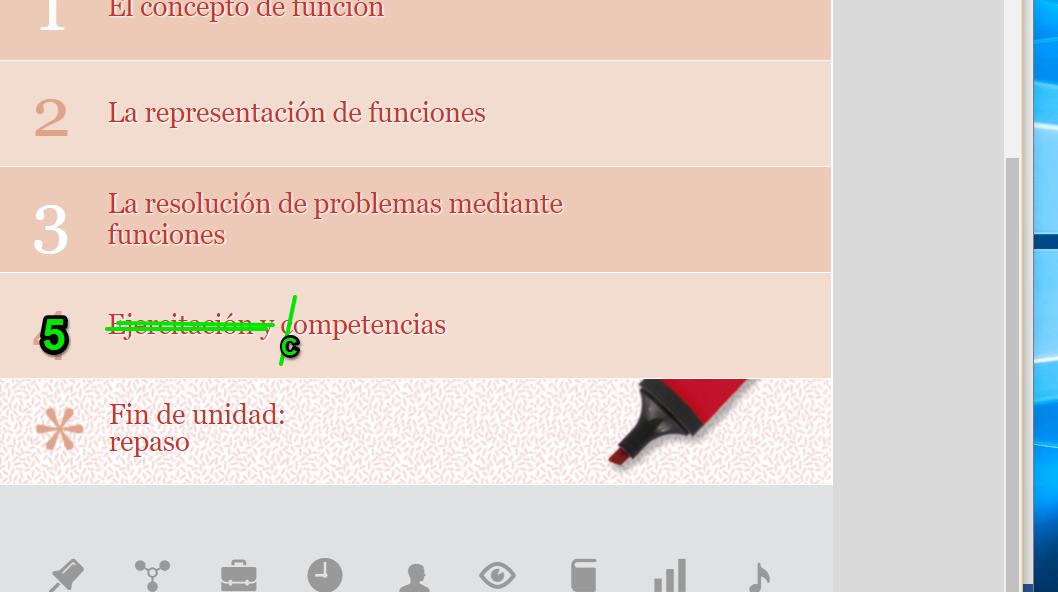 1 El concepto de función
2 La representación de funciones
3 La resolución de problemas mediante
funciones
5 Ejercitación y competencias
C
* Fin de unidad:
repaso